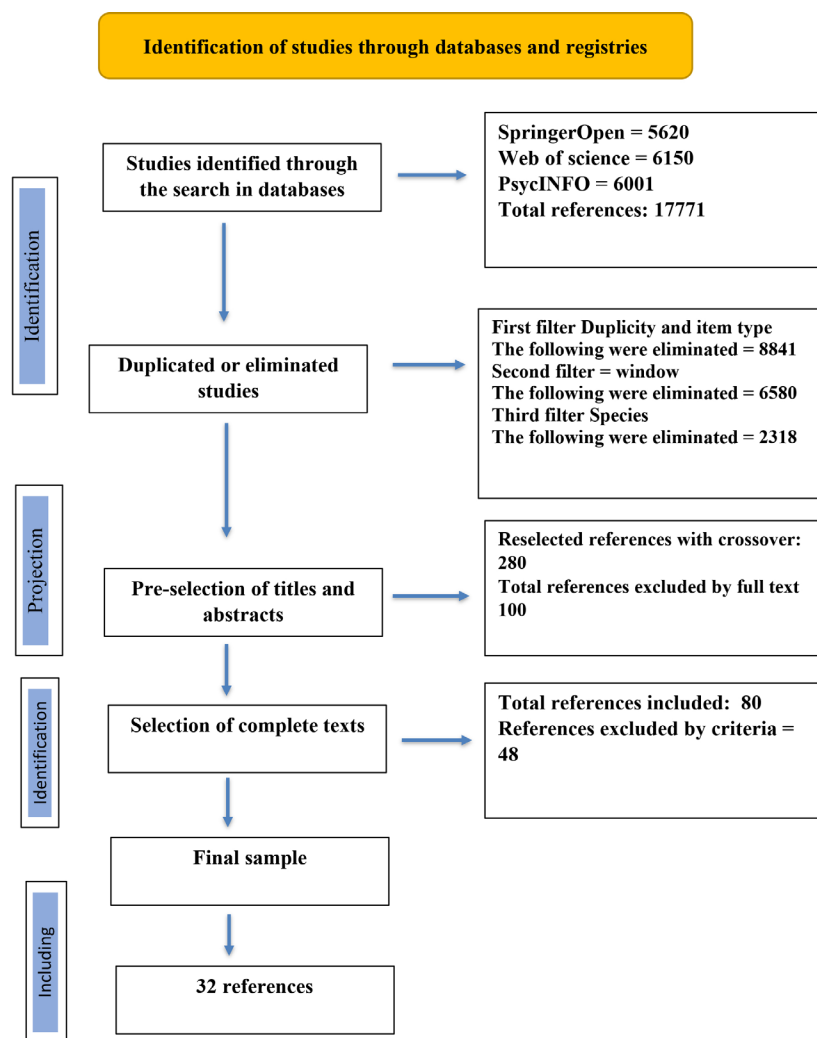 Identification of studies through databases and registries
Identification
Studies identified through
the search in databases
SpringerOpen = 5620
Web of science = 6150
PsycINFO = 6001
Total references: 17771
Duplicated or eliminated
studies
First filter Duplicity and item type
The following were eliminated = 8841
Second filter = window
The following were eliminated = 6580
Third filter Species
The following were eliminated = 2318
Projection
Pre-selection of titles and
abstracts
Reselected references with crossover:
280
Total references excluded by full text
100
Identification
Selection of complete texts
Total references included: 80
References excluded by criteria =
48
Final sample
Including
32 references